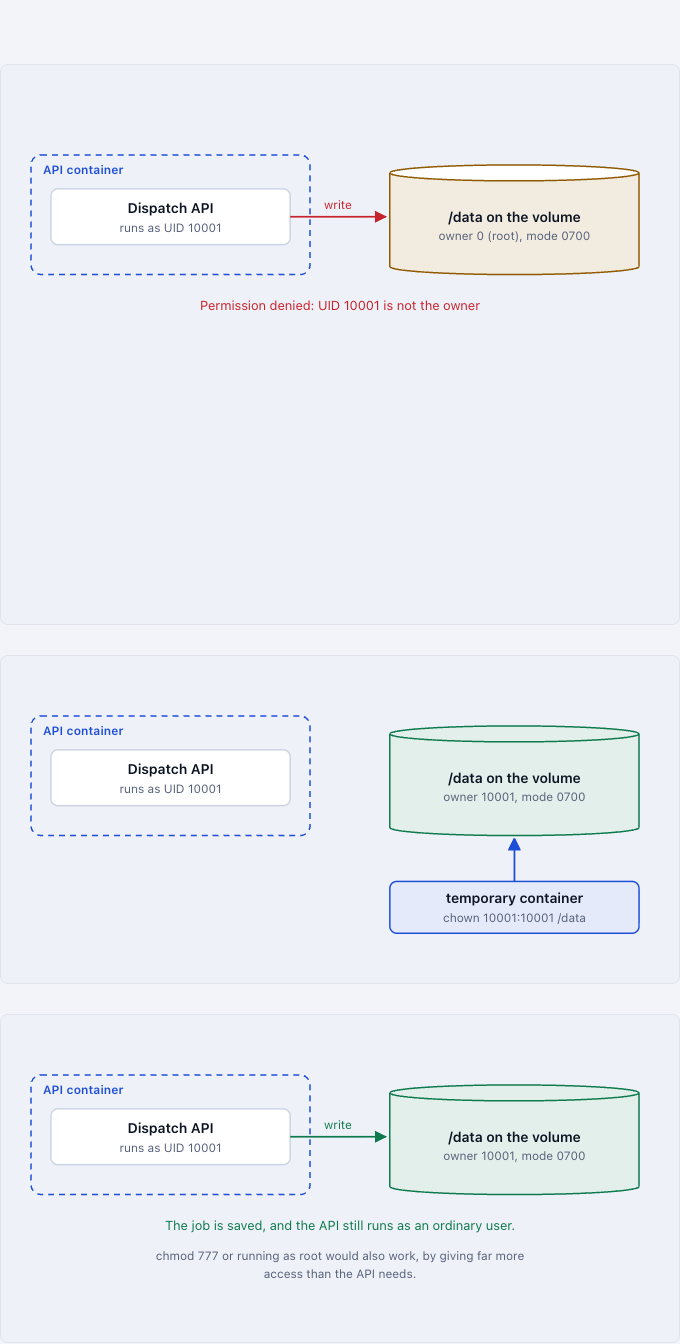 API container
Dispatch API
runs as UID 10001
write
/data on the volume
owner 0 (root), mode 0700
Permission denied: UID 10001 is not the owner
API container
Dispatch API
runs as UID 10001
/data on the volume
owner 10001, mode 0700
temporary container
chown 10001:10001 /data
API container
Dispatch API
runs as UID 10001
write
/data on the volume
owner 10001, mode 0700
The job is saved, and the API still runs as an ordinary user.
chmod 777 or running as root would also work, by giving far more
access than the API needs.